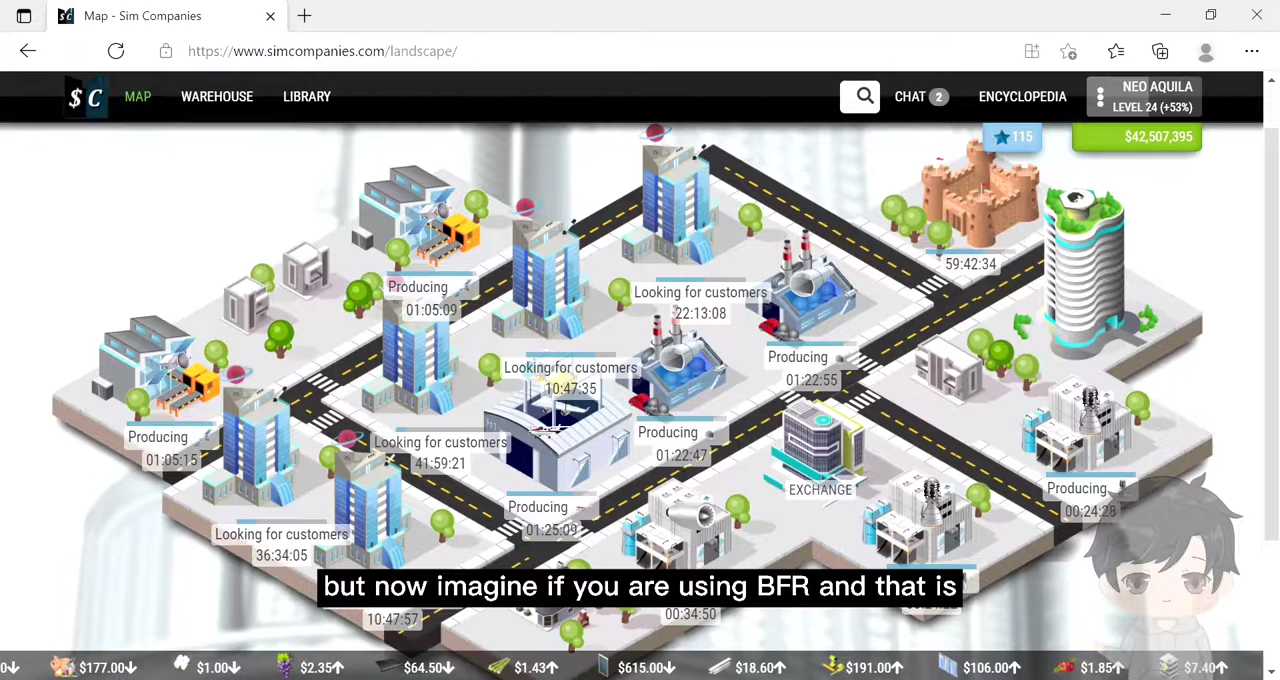 Map - Sim Companies
https://www.simcompanies.com/landscape/
$C
MAP
WAREHOUSE
LIBRARY
CHAT 2
ENCYCLOPEDIA
NEO AQUILA
LEVEL 24 (+53%)
115
$42,507,395
59:42:34
Producing
01:05:09
Looking for customers
22:13:08
Producing
01:22:55
Looking for customers
10:47:35
Producing
01:05:15
Looking for customers
41:59:21
Producing
01:22:47
EXCHANGE
Producing
00:24:28
Producing
01:25:09
Looking for customers
36:34:05
but now imagine if you are using BFR and that is
10:47:57
00:34:50
$177.00
$1.00
$2.35
$64.50
$1.43
$615.00
$18.60
$191.00
$106.00
$1.85
$7.40